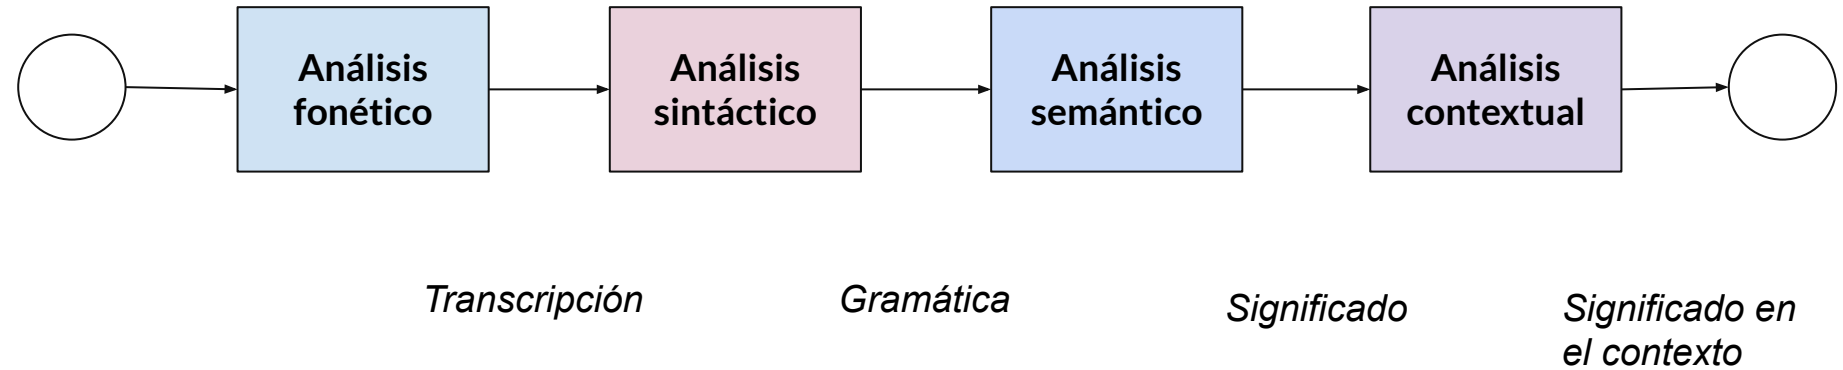 Análisis
fonético
Análisis
sintáctico
Análisis
semántico
Análisis
contextual
Transcripción
Gramática
Significado
Significado en
el contexto